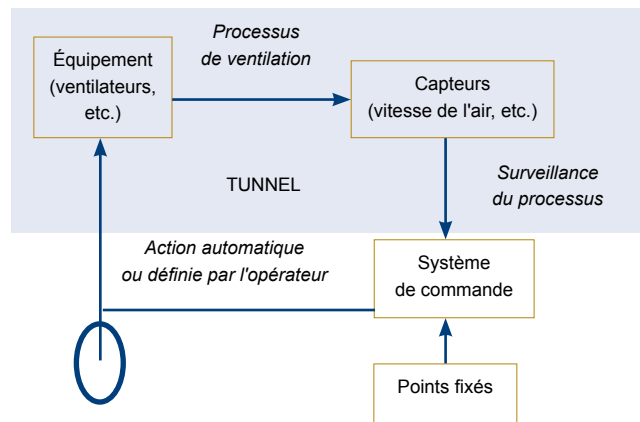 Processus
de ventilation
Équipement
(ventilateurs,
etc.)
Capteurs
(vitesse de l'air, etc.)
TUNNEL
Surveillance
du processus
Action automatique
ou définie par l'opérateur
Système
de commande
Points fixés